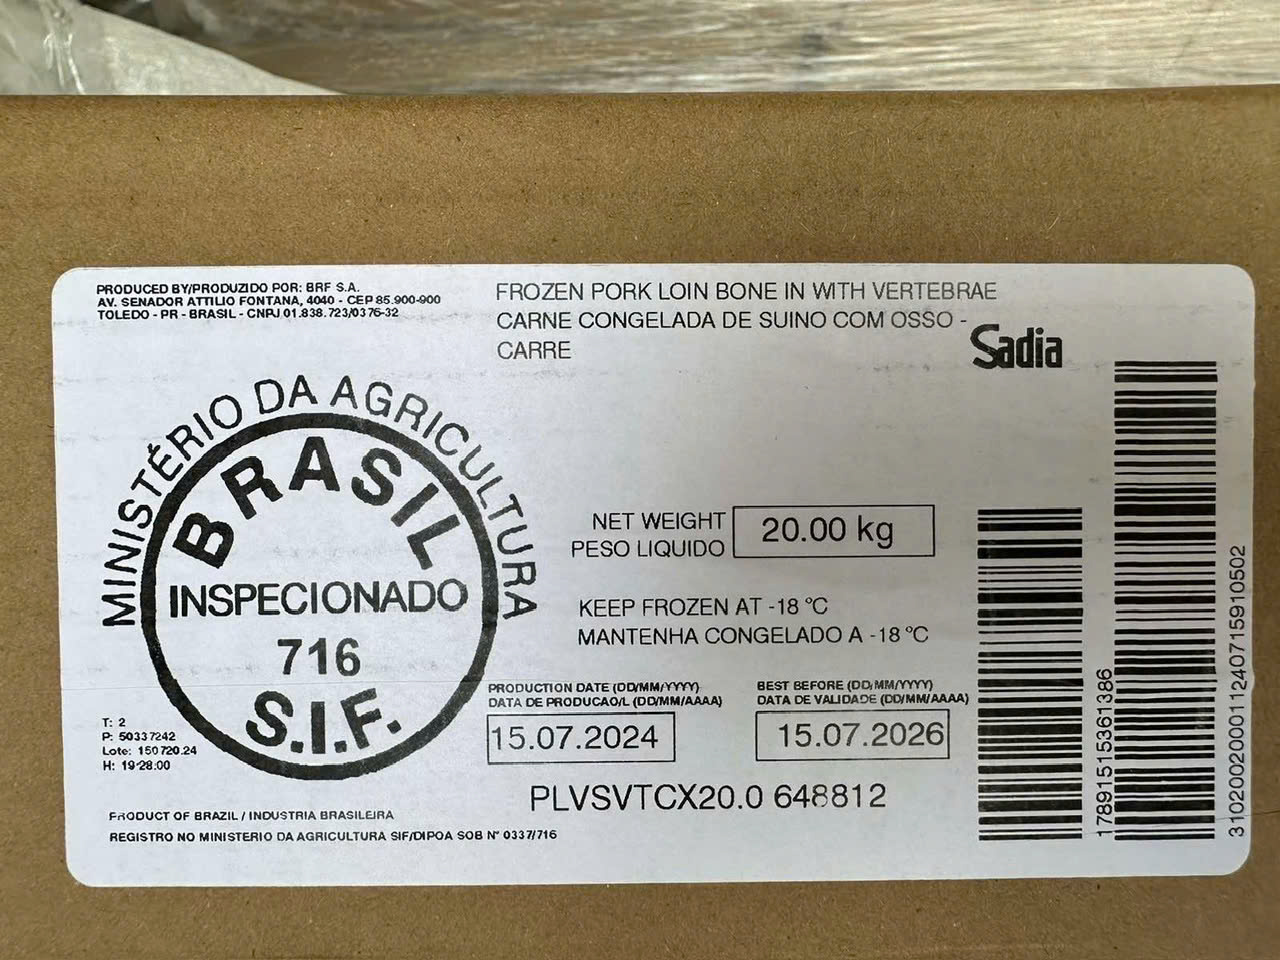 PRODUCED BY/PRODUZIDO POR: BRF S.A.
AV. SENADOR ATTILIO FONTANA, 4040 - CEP 85.900-900
TOLEDO - PR - BRASIL - CNPJ 01.838.723/0376-32
FROZEN PORK LOIN BONE IN WITH VERTEBRAE
CARNE CONGELADA DE SUINO COM OSSO -
CARRE
Sadia
MINISTÉRIO DA AGRICULTURA
BRASIL
INSPECIONADO
716
S.I.F.
NET WEIGHT
PESO LIQUIDO
20.00 kg
KEEP FROZEN AT -18 °C
MANTENHA CONGELADO A -18 °C
PRODUCTION DATE (DD/MM/YYYY)
DATA DE PRODUCAO/L (DD/MM/AAAA)
15.07.2024
BEST BEFORE (DD/MM/YYYY)
DATA DE VALIDADE (DD/MM/AAAA)
15.07.2026
T: 2
P: 50337242
Lote: 150720.24
H: 19:28:00
PLVSVTCX20.0 648812
PRODUCT OF BRAZIL / INDUSTRIA BRASILEIRA
REGISTRO NO MINISTERIO DA AGRICULTURA SIF/DIPOA SOB N° 0337/716
17891515361386
310200200011240715910502